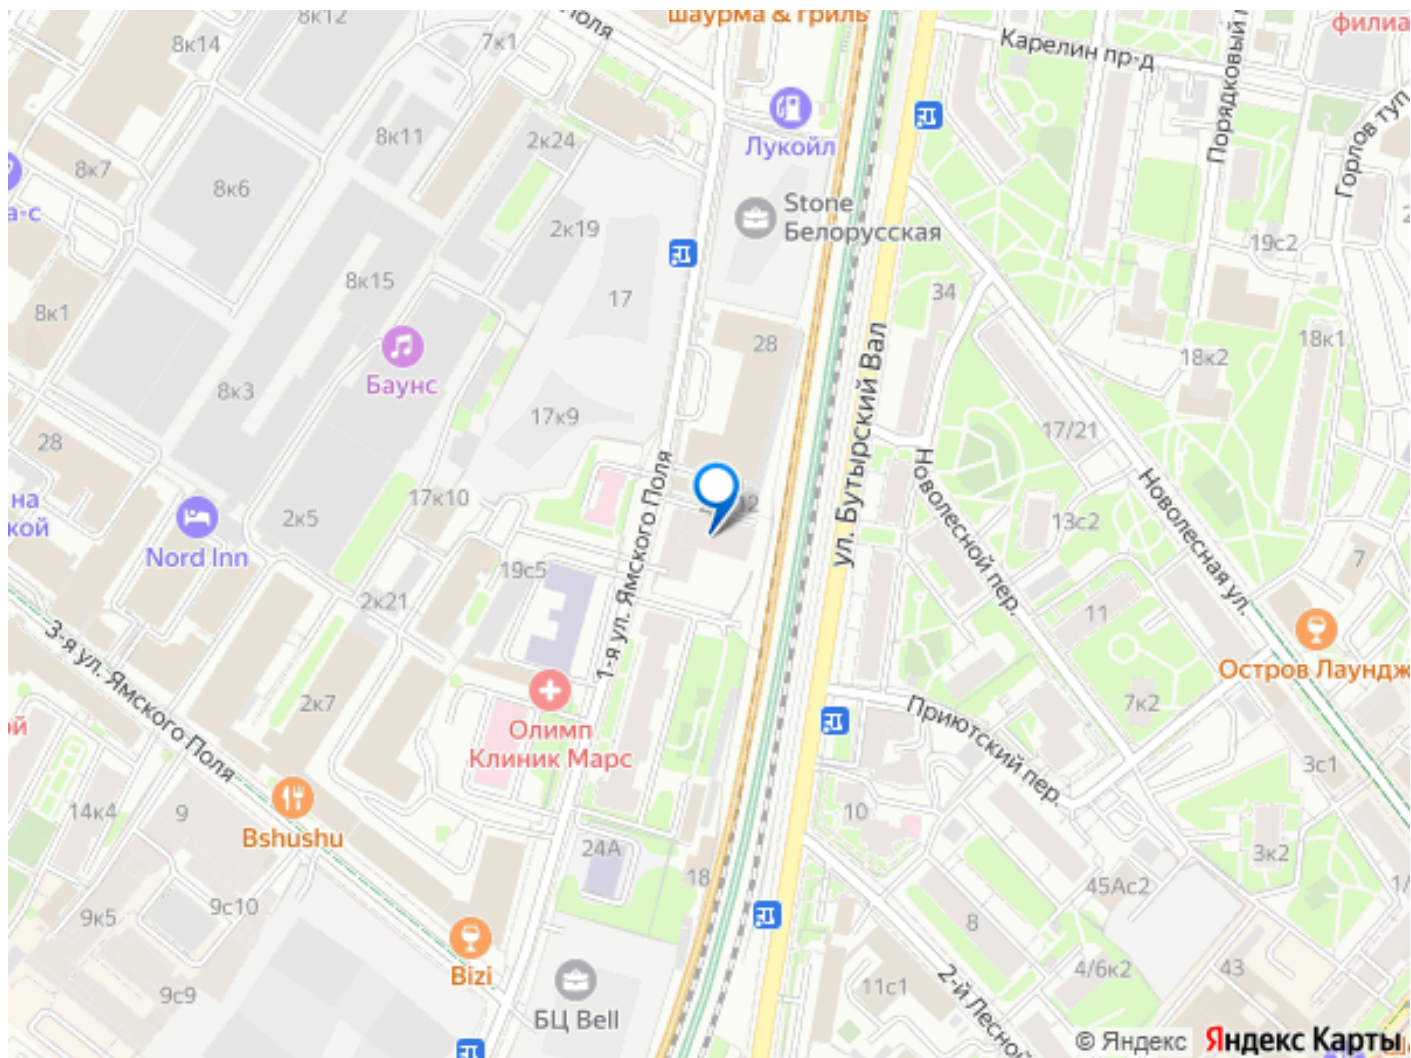 шаурма & гриль
филиа
8к12
Поля
7к1
8к14
Карелин пр-д
Порядковый
Горлов туп.
Лукойл
8к11
2к24
8к7
8к6
а-с
Stone
Белорусская
2к19
19с2
8к15
17
34
8к1
28
18к1
18к2
Баунс
8к3
ул. Бутырский Вал
17к9
17/21
28
на
кой
17к10
2к5
Nord Inn
1-я ул. Ямского Поля
Новолесной пер.
Новолесная ул.
13с2
7
19с5
2к21
11
3-я ул. Ямского Поля
Остров Лаундж
2к7
7к2
ой
Олимп
Клиник Марс
Приютский пер.
3с1
14к4
9
Bshushu
10
24А
3к2
18
45Ас2
9к5
9с10
8
Bizi
4/6к2
43
11с1
2-й Лесной
9с9
БЦ Bell
© Яндекс
Яндекс Карты